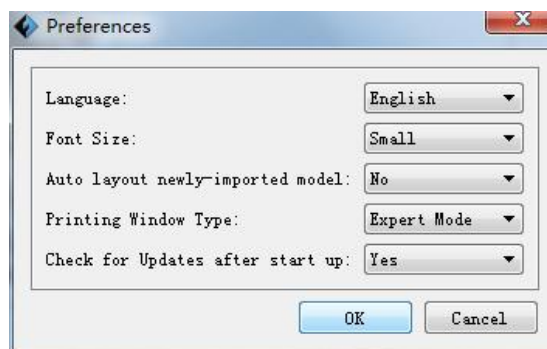 Preferences
Language: English
Font Size: Small
Auto layout newly-imported model: No
Printing Window Type: Expert Mode
Check for Updates after start up: Yes
OK Cancel